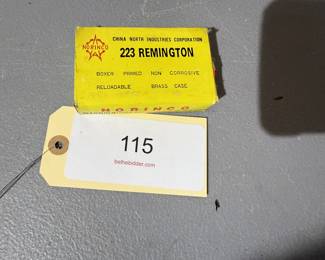 CHINA NORTH INDUSTRIES CORPORATION
NORINCO
223 REMINGTON
BOXER PRIMED NON CORROSIVE
RELOADABLE BRASS CASE
NORINCO
115
bethebidder.com